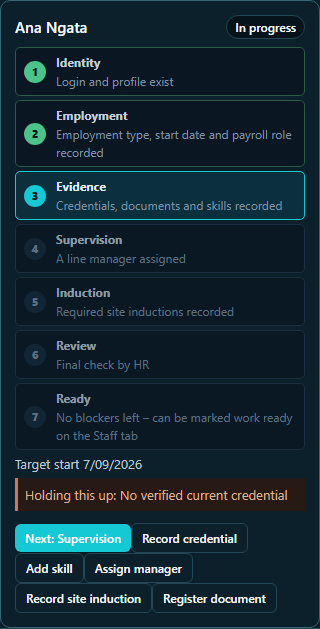 Ana Ngata
In progress
1
Identity
Login and profile exist
2
Employment
Employment type, start date and payroll role
recorded
3
Evidence
Credentials, documents and skills recorded
4
Supervision
A line manager assigned
5
Induction
Required site inductions recorded
6
Review
Final check by HR
7
Ready
No blockers left – can be marked work ready
on the Staff tab
Target start 7/09/2026
Holding this up: No verified current credential
Next: Supervision
Record credential
Add skill
Assign manager
Record site induction
Register document